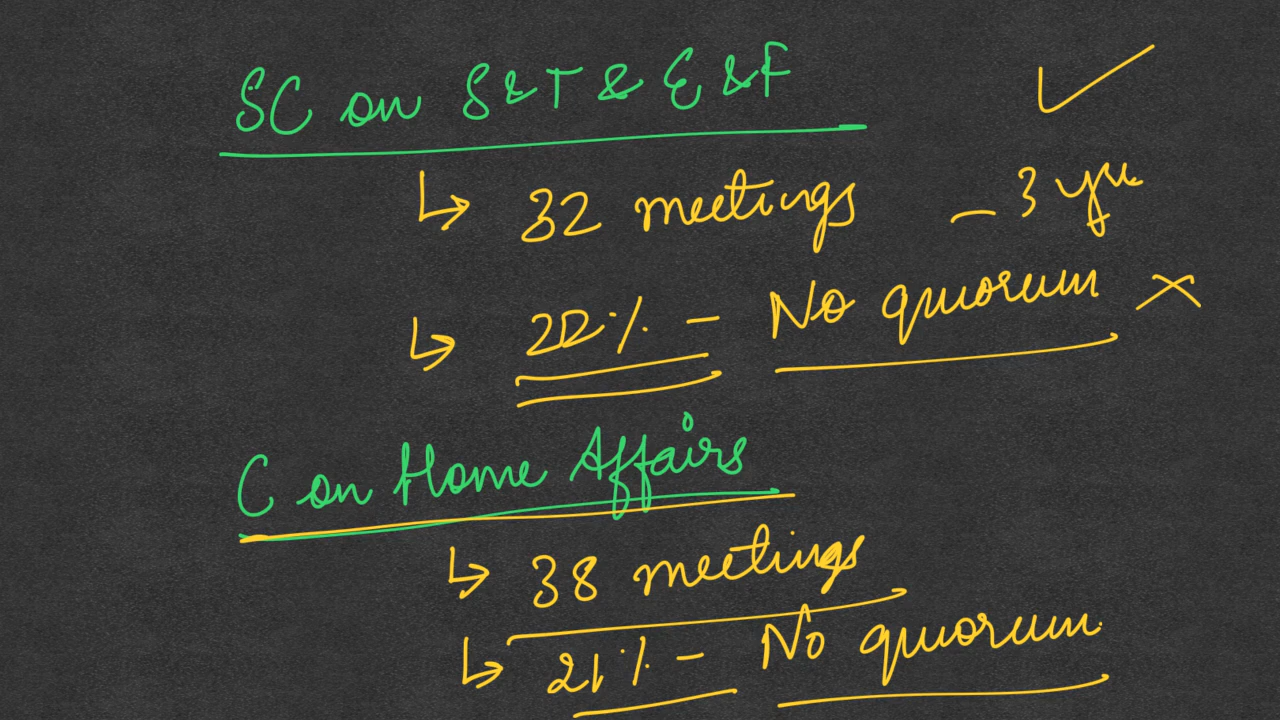 SC on S&T & E&F
↳ 32 meetings – 3 yrs
↳ 22% – No quorum ×
C on Home Affairs
↳ 38 meetings
↳ 21% – No quorum